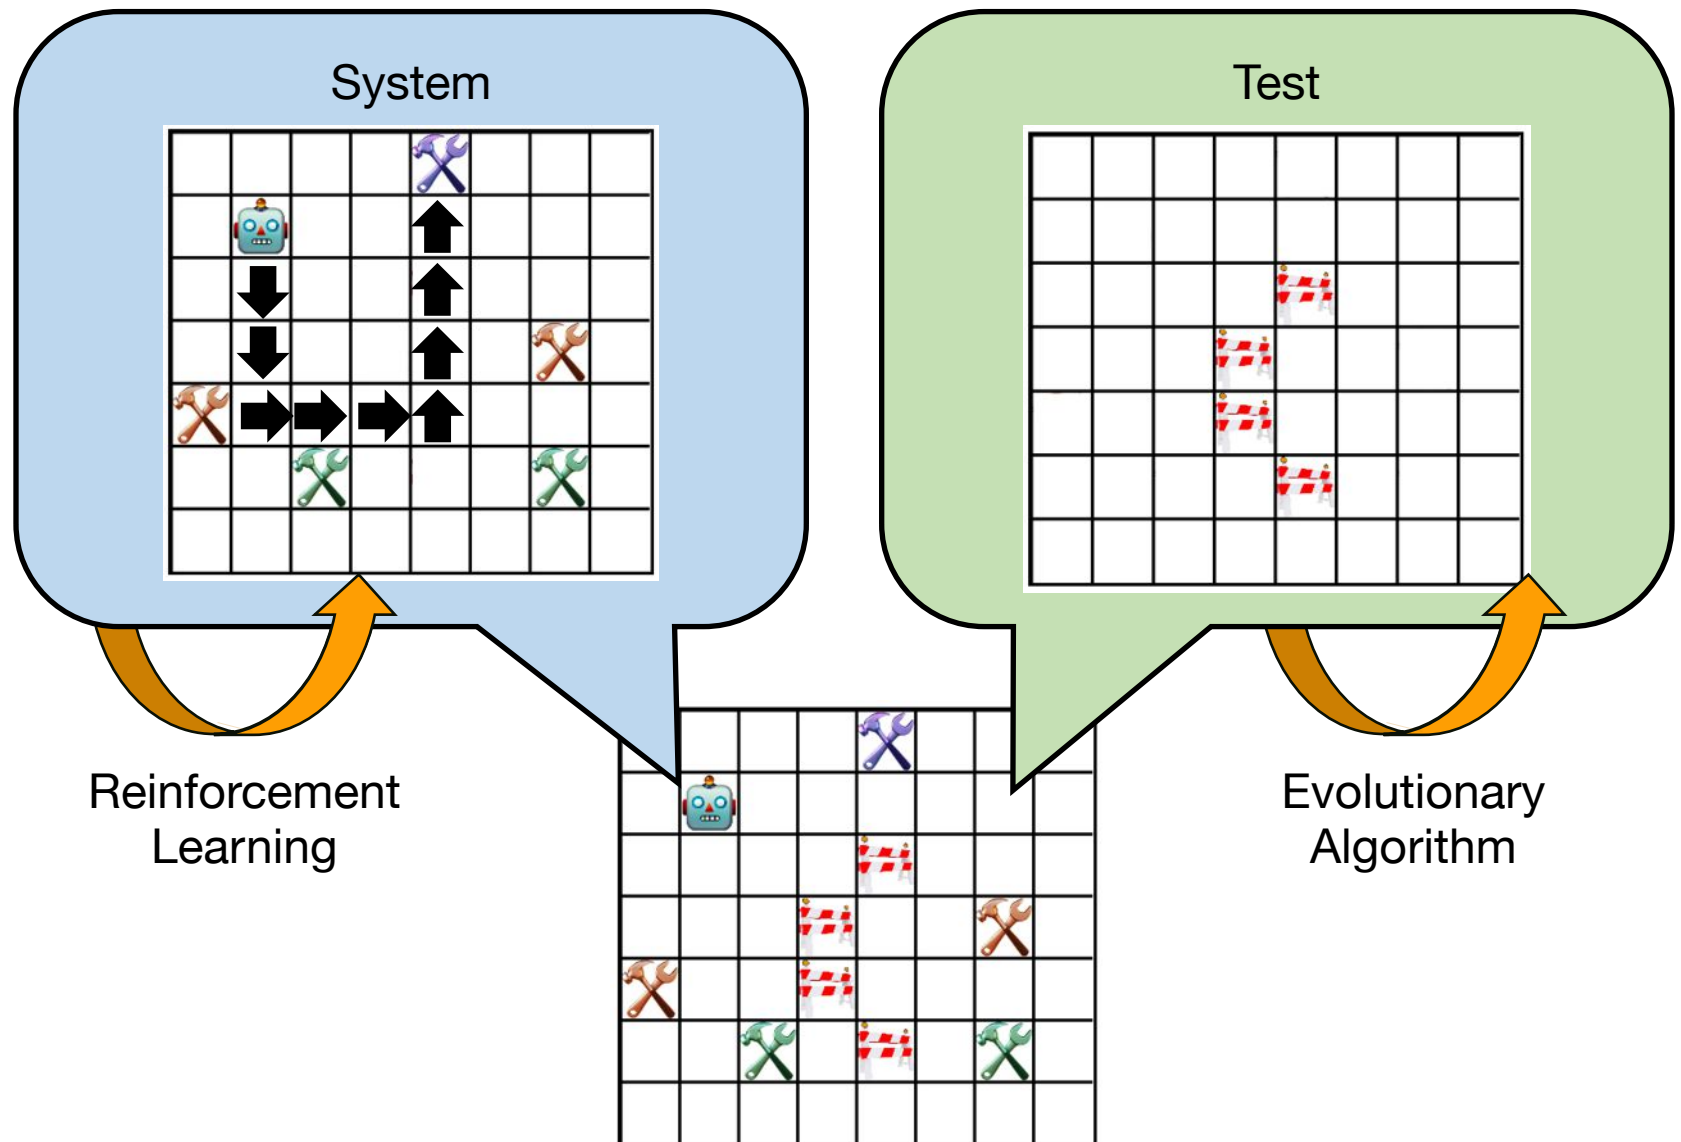 System
Test
Reinforcement
Learning
Evolutionary
Algorithm